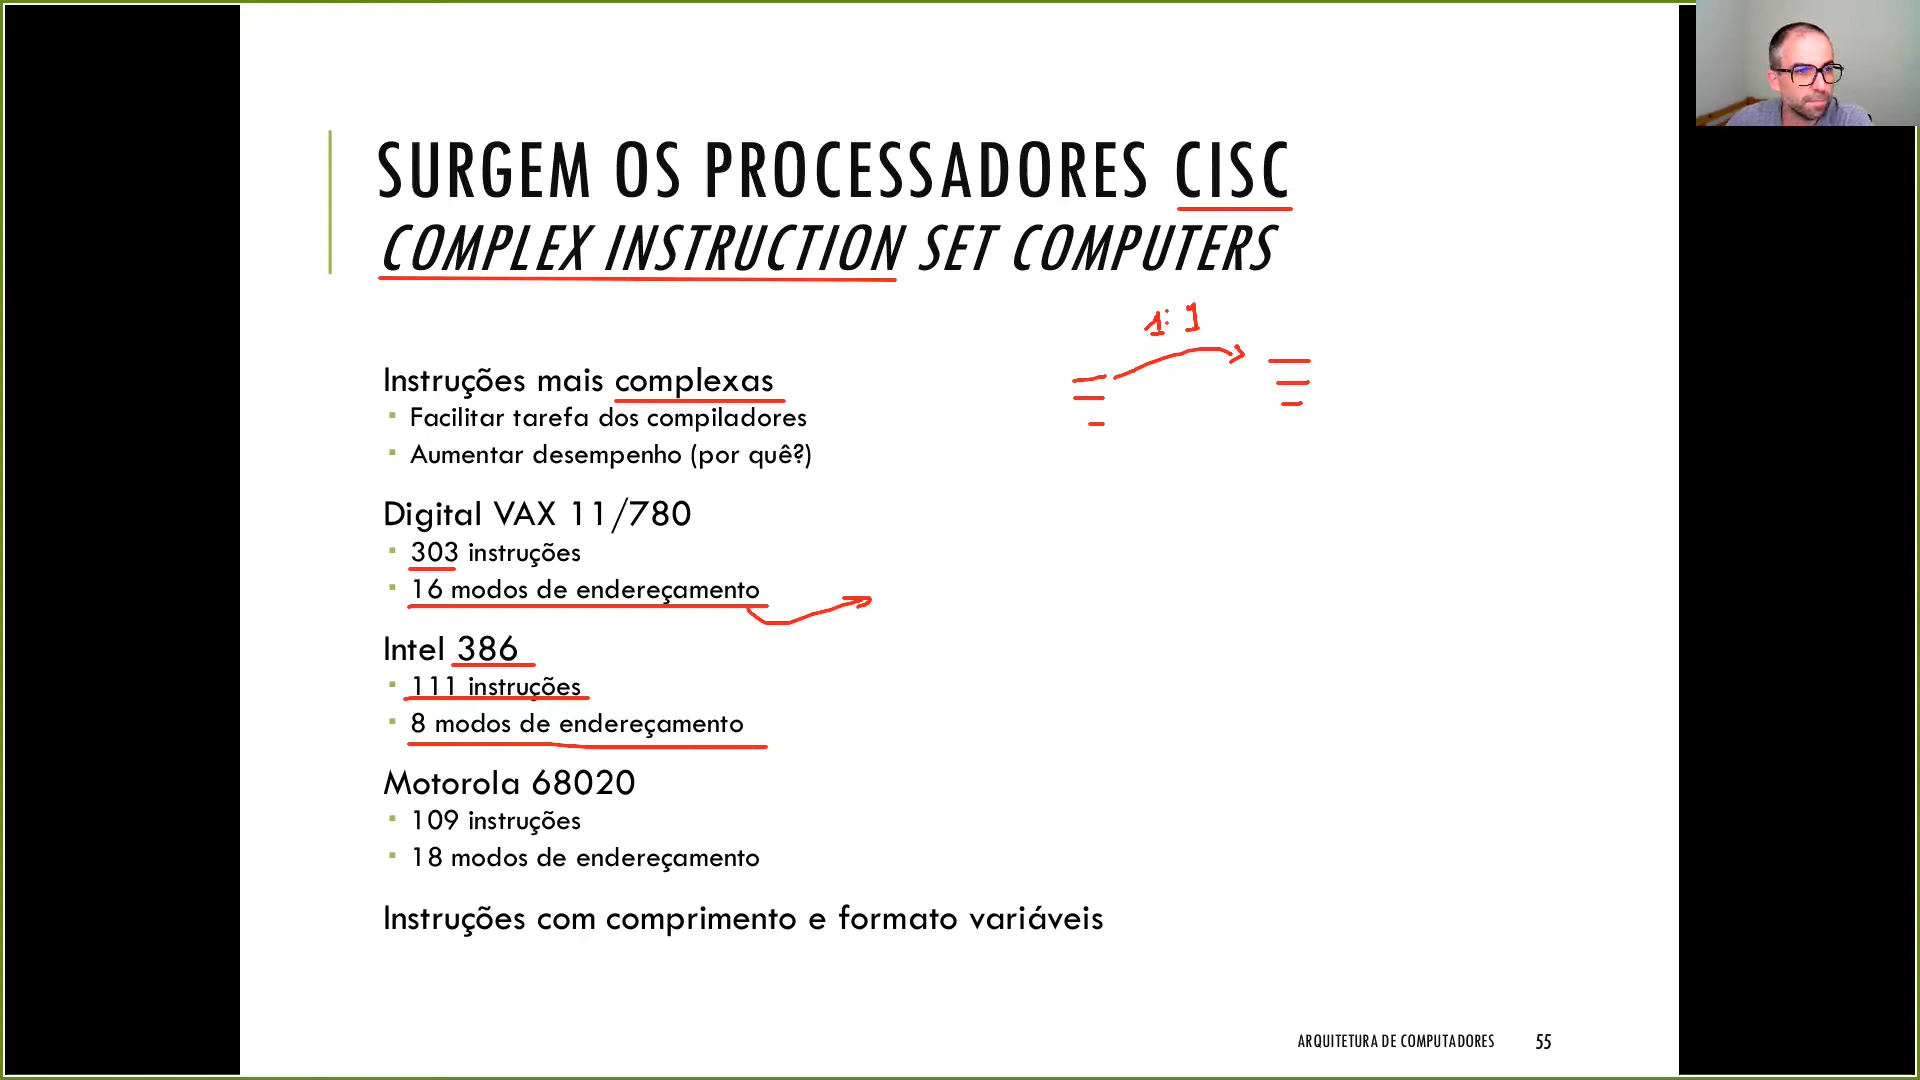 SURGEM OS PROCESSADORES CISC
COMPLEX INSTRUCTION SET COMPUTERS
1:1
Instruções mais complexas
Facilitar tarefa dos compiladores
Aumentar desempenho (por quê?)
Digital VAX 11/780
303 instruções
16 modos de endereçamento
Intel 386
111 instruções
8 modos de endereçamento
Motorola 68020
109 instruções
18 modos de endereçamento
Instruções com comprimento e formato variáveis
ARQUITETURA DE COMPUTADORES 55